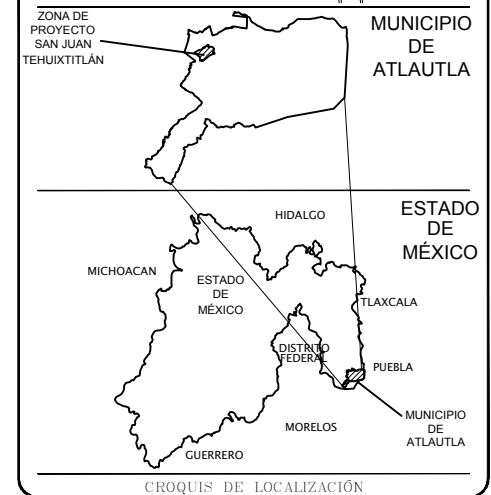 ZONA DE
PROYECTO
SAN JUAN
TEHUIXTITLÁN
MUNICIPIO
DE
ATLAUTLA
ESTADO
DE
MÉXICO
HIDALGO
MICHOACAN
ESTADO
DE
MÉXICO
TLAXCALA
DISTRITO
FEDERAL
PUEBLA
MUNICIPIO
DE
ATLAUTLA
MORELOS
GUERRERO
CROQUIS DE LOCALIZACIÓN